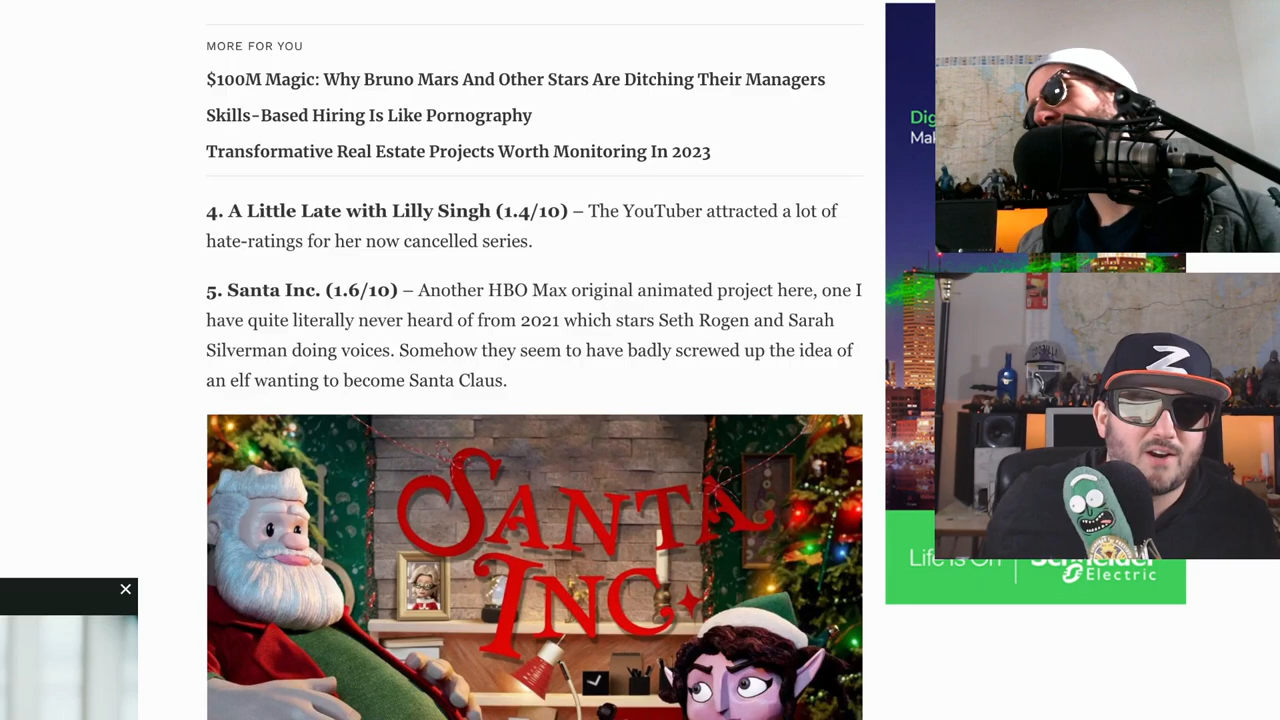 MORE FOR YOU
$100M Magic: Why Bruno Mars And Other Stars Are Ditching Their Managers
Skills-Based Hiring Is Like Pornography
Transformative Real Estate Projects Worth Monitoring In 2023
4. A Little Late with Lilly Singh (1.4/10) – The YouTuber attracted a lot of
hate-ratings for her now cancelled series.
5. Santa Inc. (1.6/10) – Another HBO Max original animated project here, one I
have quite literally never heard of from 2021 which stars Seth Rogen and Sarah
Silverman doing voices. Somehow they seem to have badly screwed up the idea of
an elf wanting to become Santa Claus.
SANTA
INC.
Life Is On
Schneider
Electric